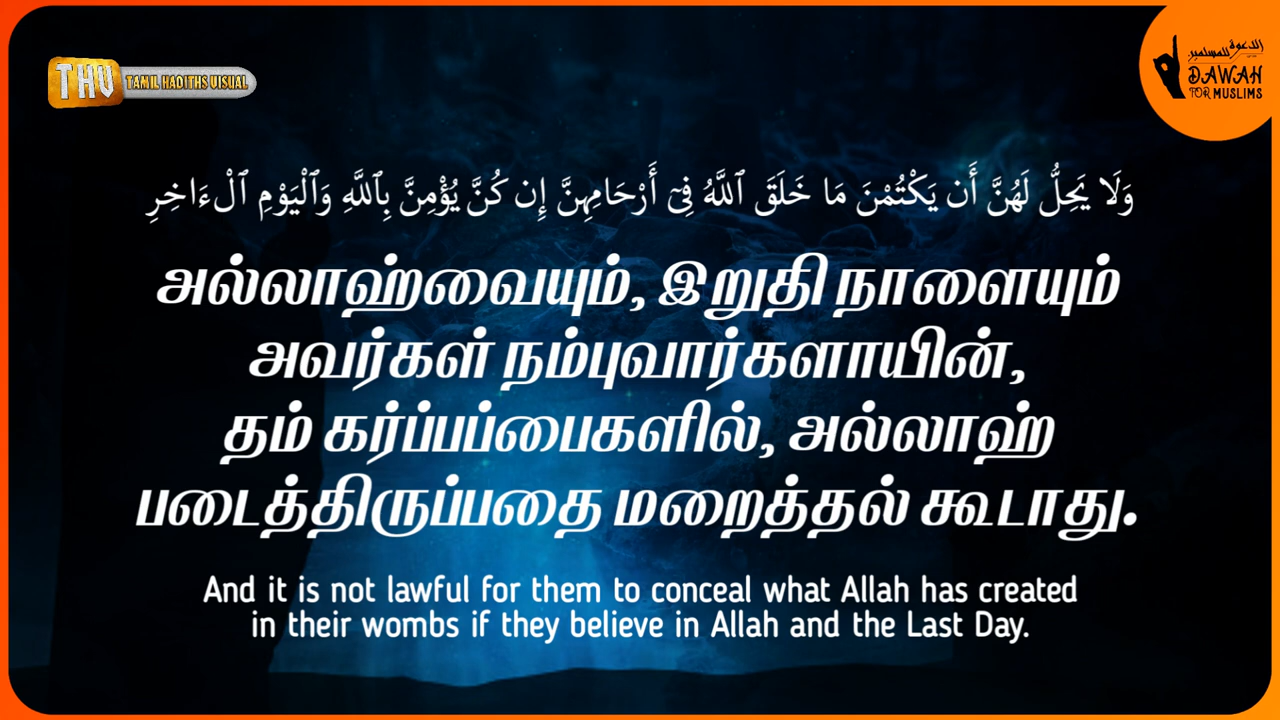 THV TAMIL HADITHS VISUAL
الدعوة للمسلمين
DAWAH
FOR MUSLIMS
وَلَا يَحِلُّ لَهُنَّ أَن يَكْتُمْنَ مَا خَلَقَ ٱللَّهُ فِىٓ أَرْحَامِهِنَّ إِن كُنَّ يُؤْمِنَّ بِٱللَّهِ وَٱلْيَوْمِ ٱلْـَٔاخِرِ
அல்லாஹ்வையும், இறுதி நாளையும்
அவர்கள் நம்புவார்களாயின்,
தம் கர்ப்பப்பைகளில், அல்லாஹ்
படைத்திருப்பதை மறைத்தல் கூடாது.
And it is not lawful for them to conceal what Allah has created
in their wombs if they believe in Allah and the Last Day.